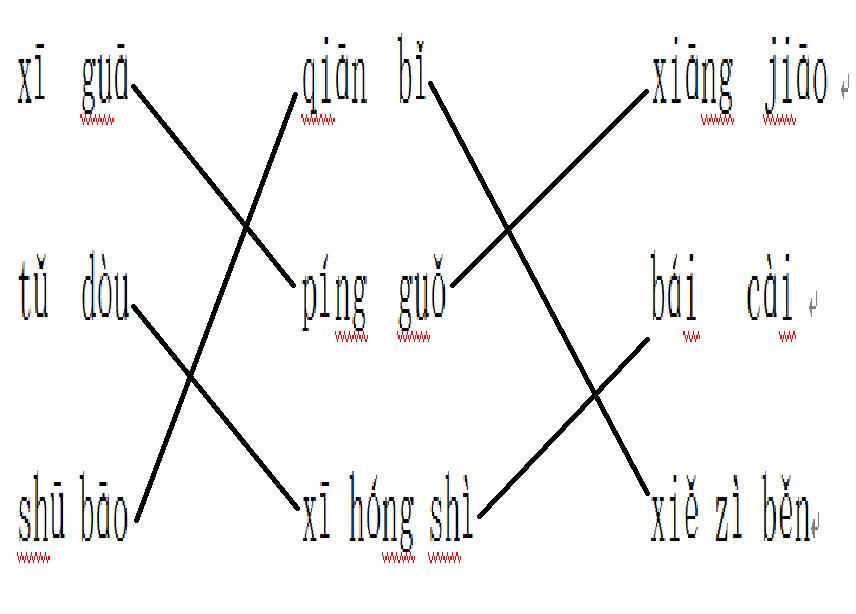 xī guā qiān bǐ xiāng jiāo
tǔ dòu píng guǒ bái cài
shū bāo xī hóng shì xiě zì běn